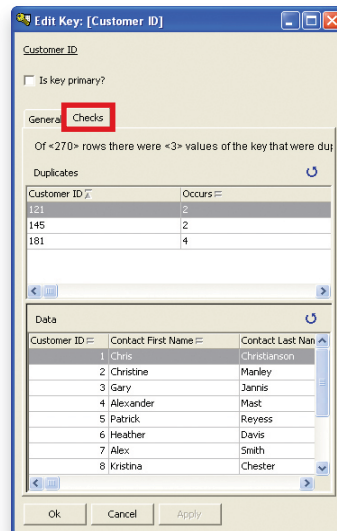 Edit Key: [Customer ID]
Customer ID
Is key primary?
General Checks
Of <270> rows there were <3> values of the key that were dup
Duplicates
Customer ID Occurs
121 2
145 2
181 4
Data
Customer ID Contact First Name Contact Last Nam
1 Chris Christianson
2 Christine Manley
3 Gary Jannis
4 Alexander Mast
5 Patrick Reyess
6 Heather Davis
7 Alex Smith
8 Kristina Chester
Ok Cancel Apply